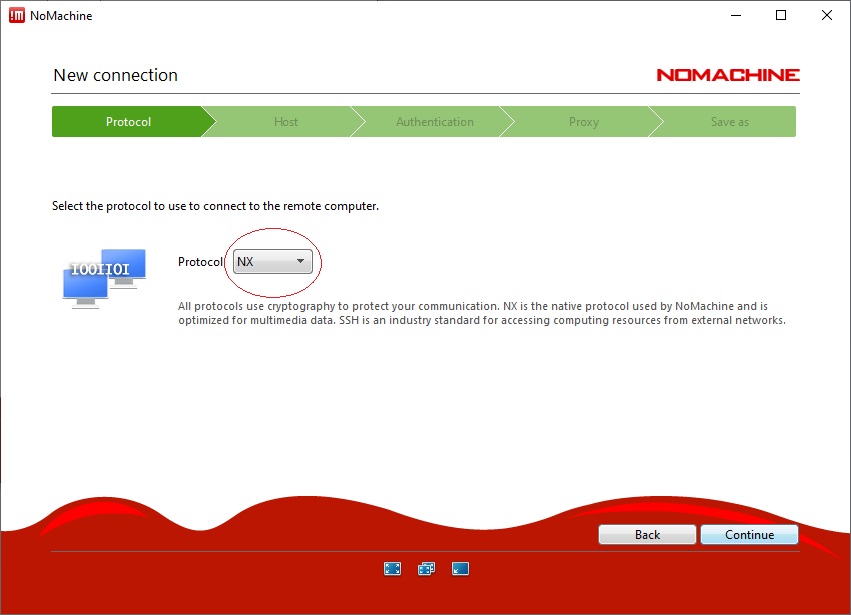 NoMachine
New connection
NOMACHINE
Protocol
Host
Authentication
Proxy
Save as
Select the protocol to use to connect to the remote computer.
IOOIIOI
Protocol
NX
All protocols use cryptography to protect your communication. NX is the native protocol used by NoMachine and is
optimized for multimedia data. SSH is an industry standard for accessing computing resources from external networks.
Back
Continue